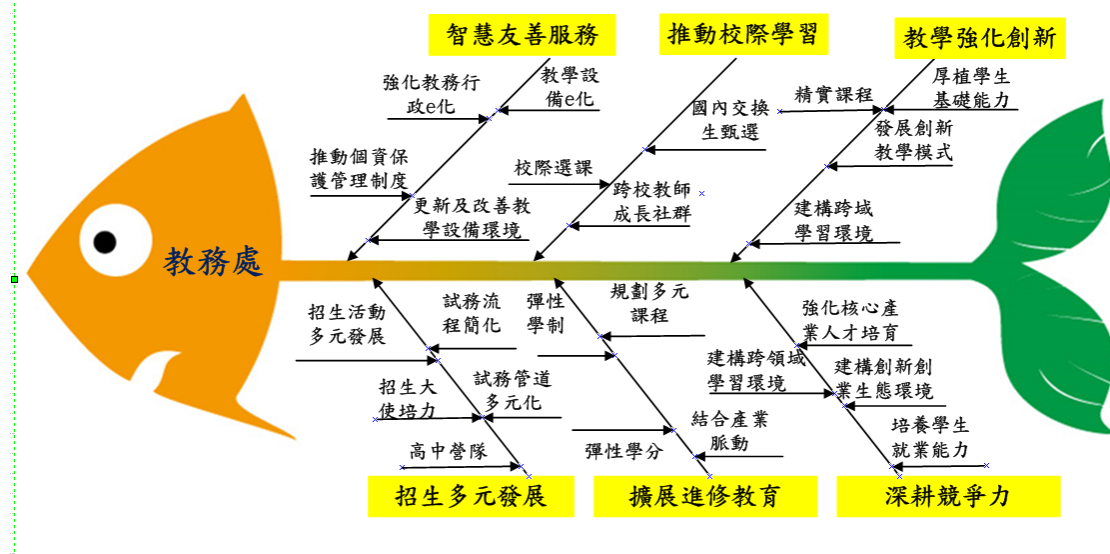 智慧友善服務
推動校際學習
教學強化創新
強化教務行
政e化
教學設
備e化
推動個資保
護管理制度
更新及改善教
學設備環境
國內交換
生甄選
校際選課
跨校教師
成長社群
精實課程
厚植學生
基礎能力
發展創新
教學模式
建構跨域
學習環境
教務處
招生活動
多元發展
試務流
程簡化
招生大
使培力
試務管道
多元化
高中營隊
彈性
學制
規劃多元
課程
彈性學分
結合產業
脈動
強化核心產
業人才培育
建構跨領域
學習環境
建構創新創
業生態環境
培養學生
就業能力
招生多元發展
擴展進修教育
深耕競爭力